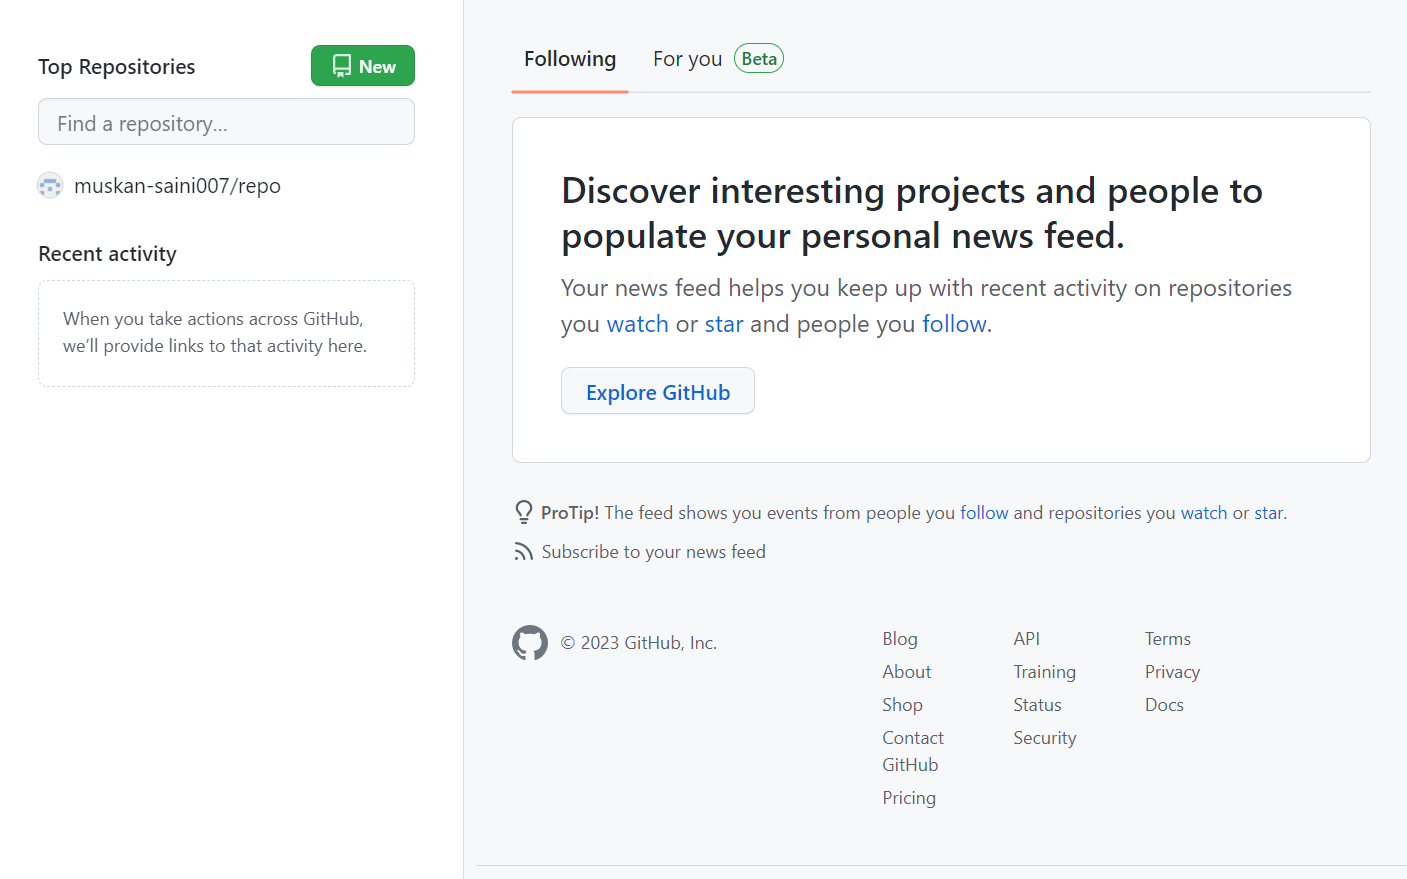 Top Repositories
New
Find a repository...
muskan-saini007/repo
Recent activity
When you take actions across GitHub,
we’ll provide links to that activity here.
Following
For you
Beta
Discover interesting projects and people to
populate your personal news feed.
Your news feed helps you keep up with recent activity on repositories
you watch or star and people you follow.
Explore GitHub
ProTip! The feed shows you events from people you follow and repositories you watch or star.
Subscribe to your news feed
© 2023 GitHub, Inc.
Blog
About
Shop
Contact
GitHub
Pricing
API
Training
Status
Security
Terms
Privacy
Docs